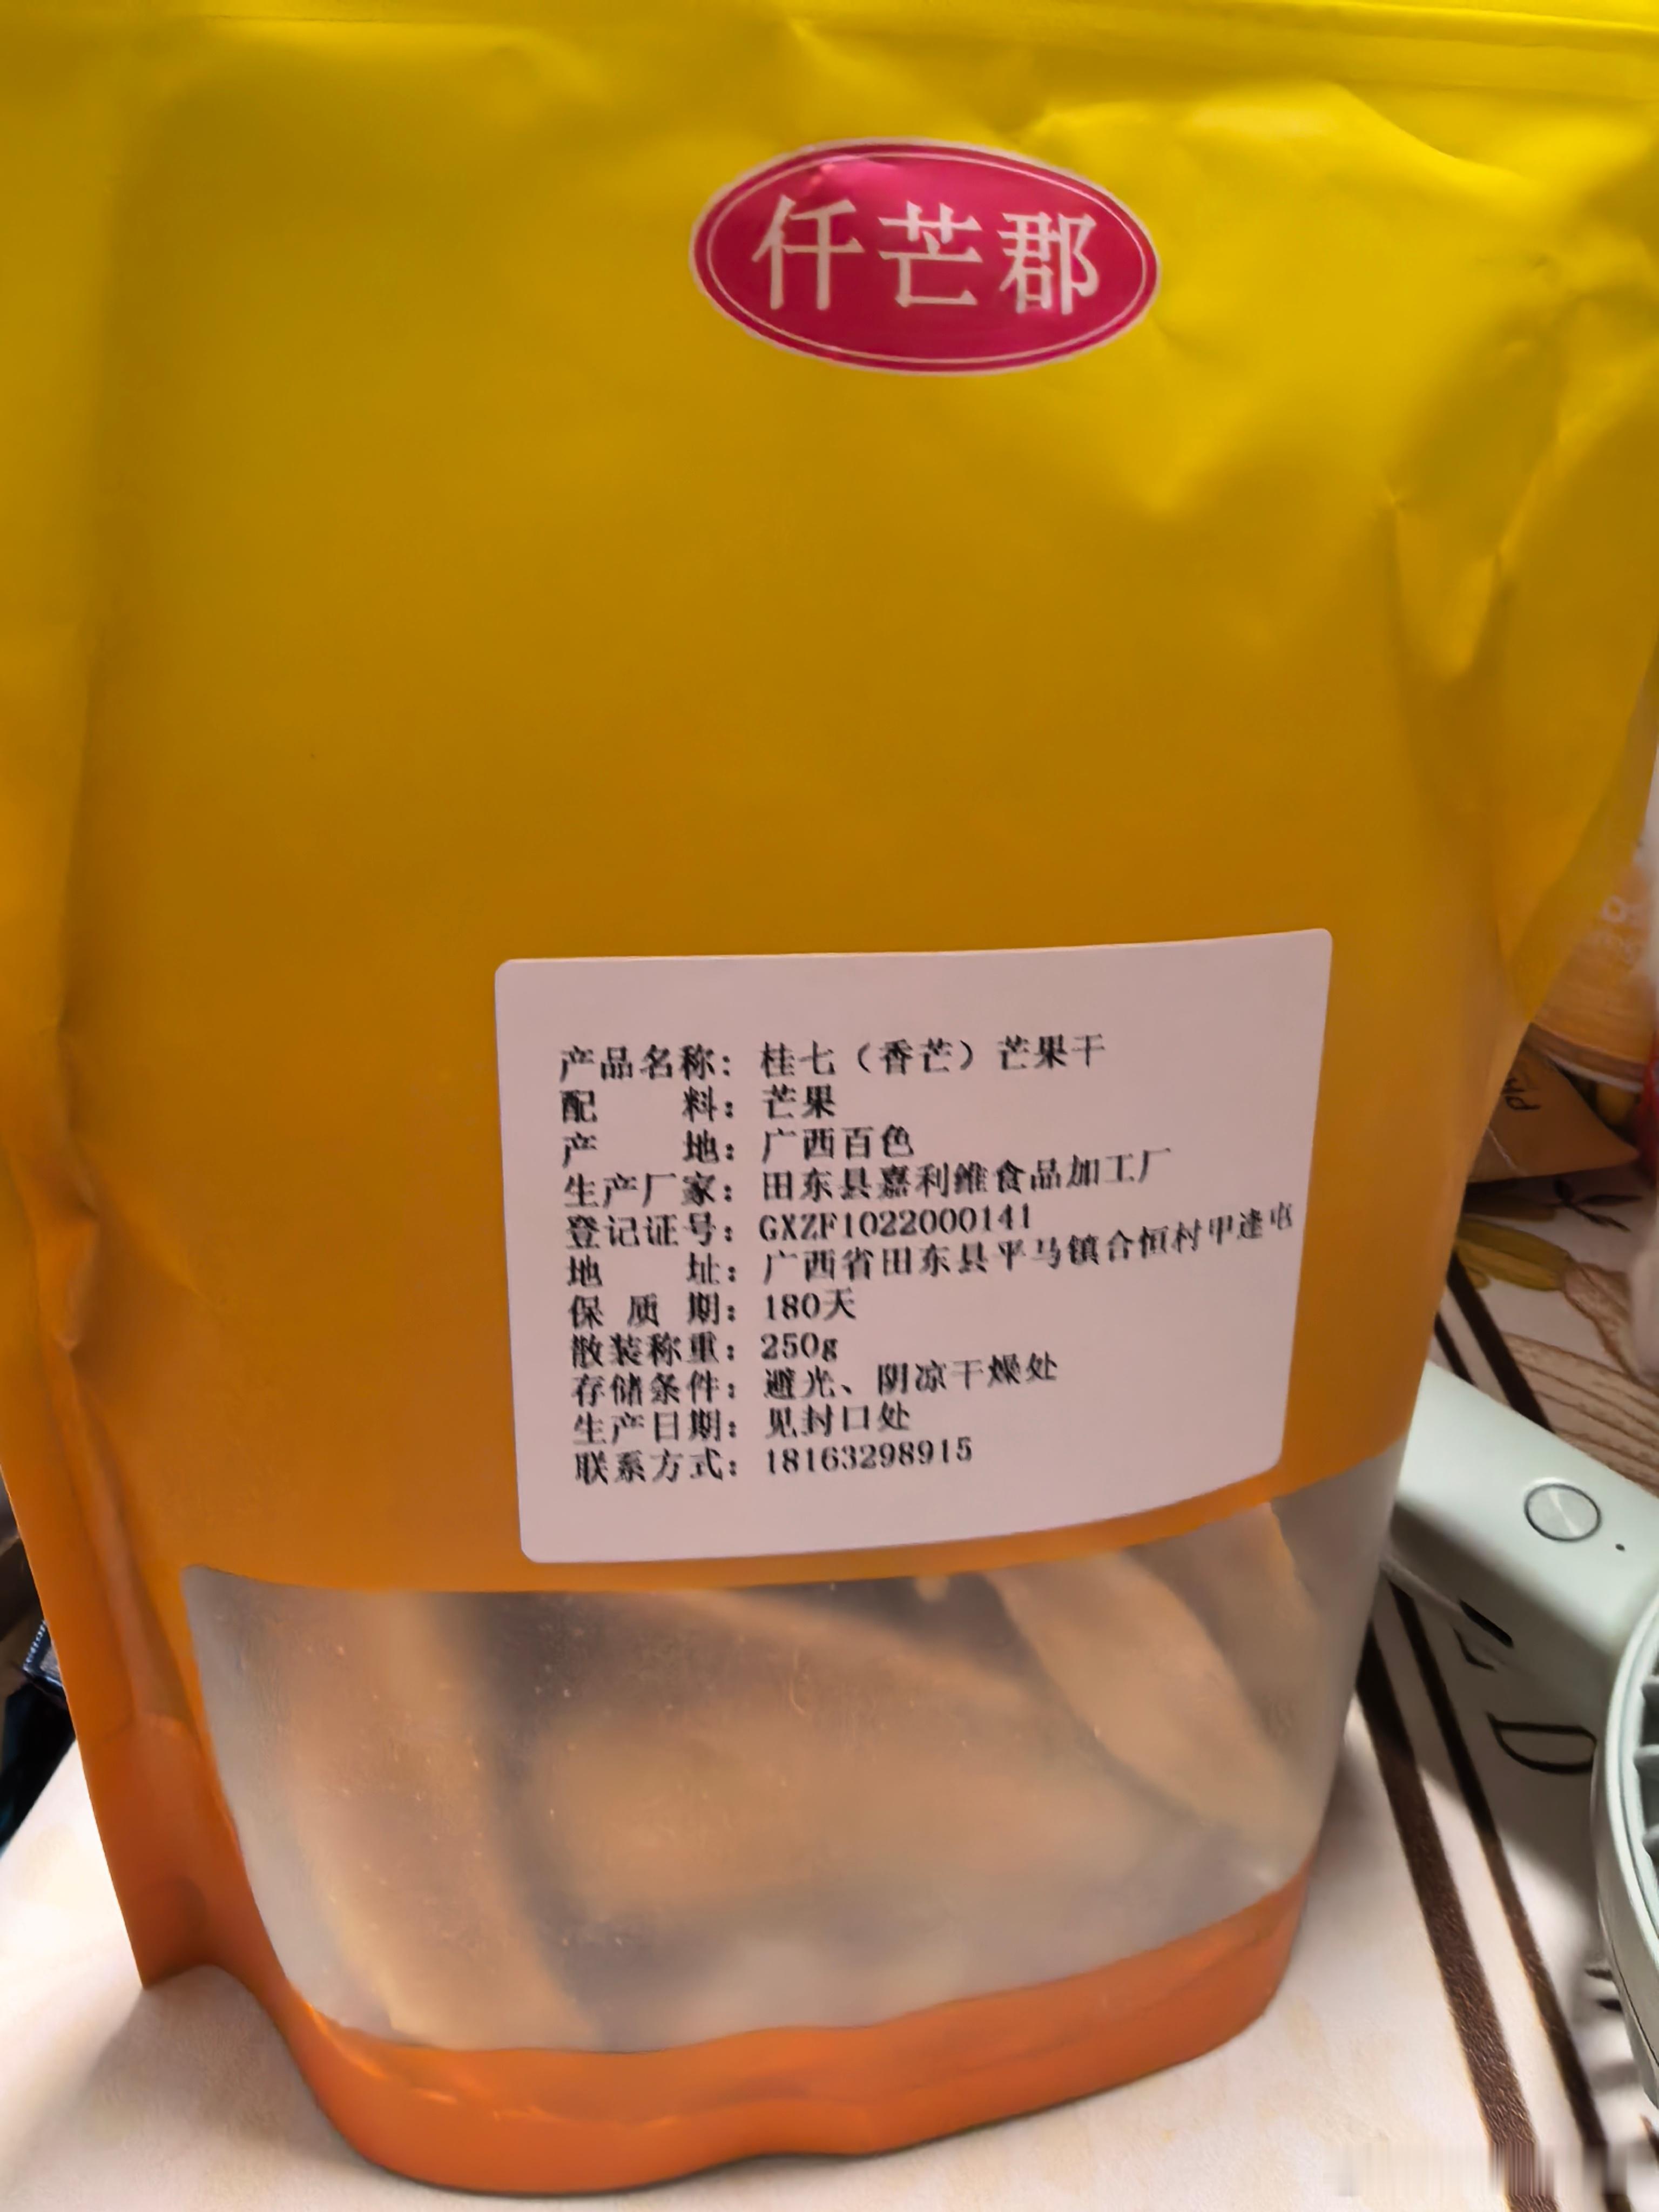 仟芒郡
产品名称：桂七（香芒）芒果干
配料：芒果
产地：广西百色
生产厂家：田东县嘉利维食品加工厂
登记证号：GXZF1022000141
地址：广西省田东县平马镇合恒村甲逢屯
保质期：180天
散装称重：250g
存储条件：避光、阴凉干燥处
生产日期：见封口处
联系方式：18163298915